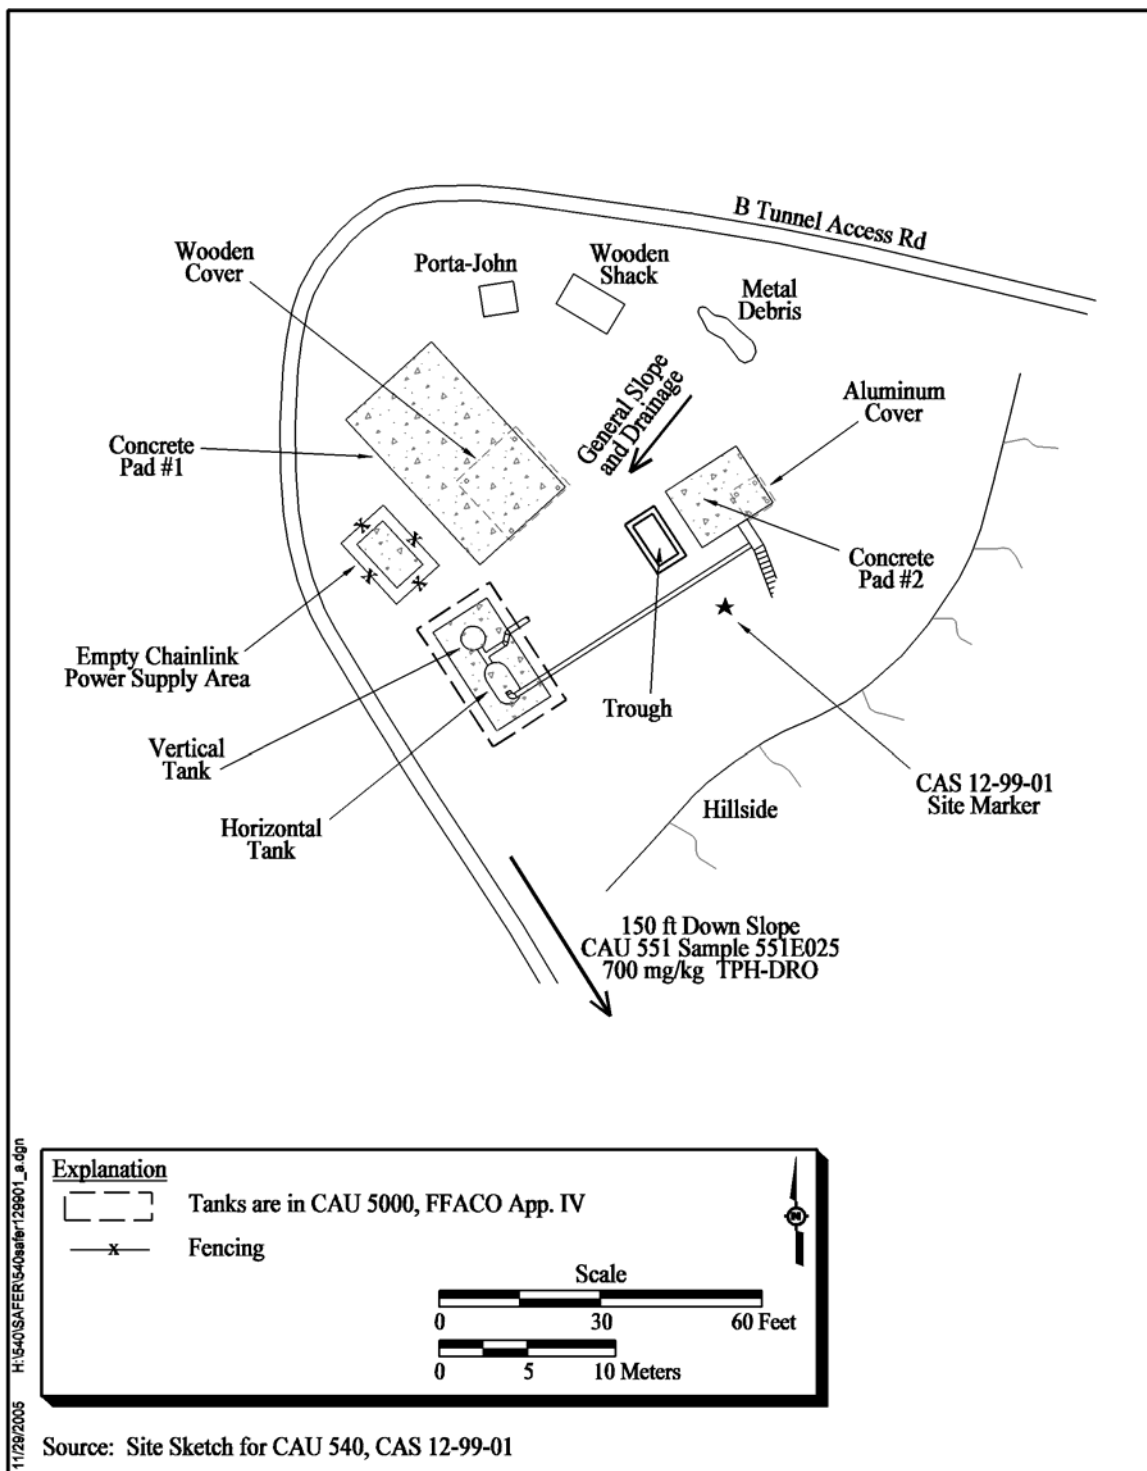 B Tunnel Access Rd
Wooden
Cover
Porta-John
Wooden
Shack
Metal
Debris
General Slope
and Drainage
Aluminum
Cover
Concrete
Pad #1
Concrete
Pad #2
Empty Chainlink
Power Supply Area
Trough
Vertical
Tank
CAS 12-99-01
Site Marker
Hillside
Horizontal
Tank
150 ft Down Slope
CAU 551 Sample 551E025
700 mg/kg TPH-DRO
Explanation
Tanks are in CAU 5000, FFACO App. IV
x Fencing
N
Scale
0 30 60 Feet
0 5 10 Meters
11/29/2005 H:\540\SAFER\540safer129901_a.dgn
Source: Site Sketch for CAU 540, CAS 12-99-01